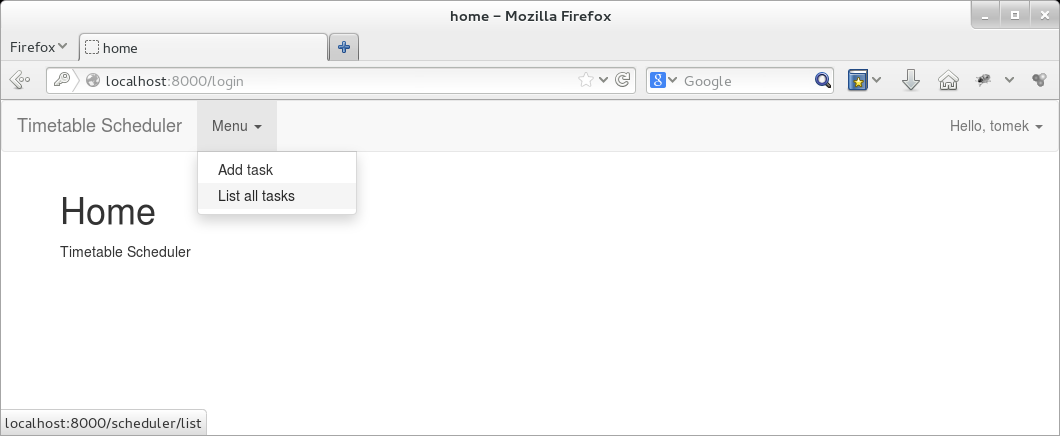 home – Mozilla Firefox
Firefox
home
localhost:8000/login
8 Google
Timetable Scheduler Menu Hello, tomek
Add task
List all tasks
Home
Timetable Scheduler
localhost:8000/scheduler/list